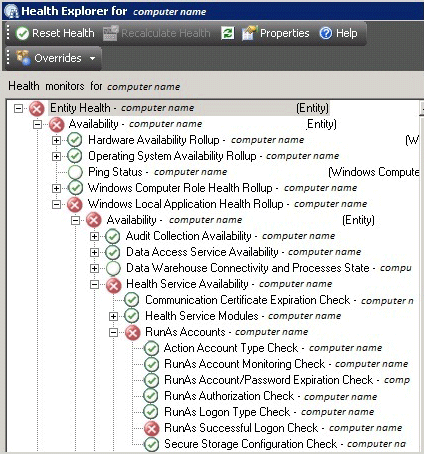 Health Explorer for computer name
Reset Health Recalculate Health Properties Help
Overrides
Health monitors for computer name
Entity Health - computer name (Entity)
Availability - computer name Entity)
Hardware Availability Rollup - computer name (W
Operating System Availability Rollup - computer name
Ping Status - computer name (Windows Compute
Windows Computer Role Health Rollup - computer name
Windows Local Application Health Rollup - computer name
Availability - computer name (Entity)
Audit Collection Availability - computer name
Data Access Service Availability - computer name
Data Warehouse Connectivity and Processes State - compu
Health Service Availability - computer name
Communication Certificate Expiration Check - computer n
Health Service Modules - computer name
RunAs Accounts - computer name
Action Account Type Check - computer name
RunAs Account Monitoring Check - computer name
RunAs Account/Password Expiration Check - comp
RunAs Authorization Check - computer name
RunAs Logon Type Check - computer name
RunAs Successful Logon Check - computer name
Secure Storage Configuration Check - computer na